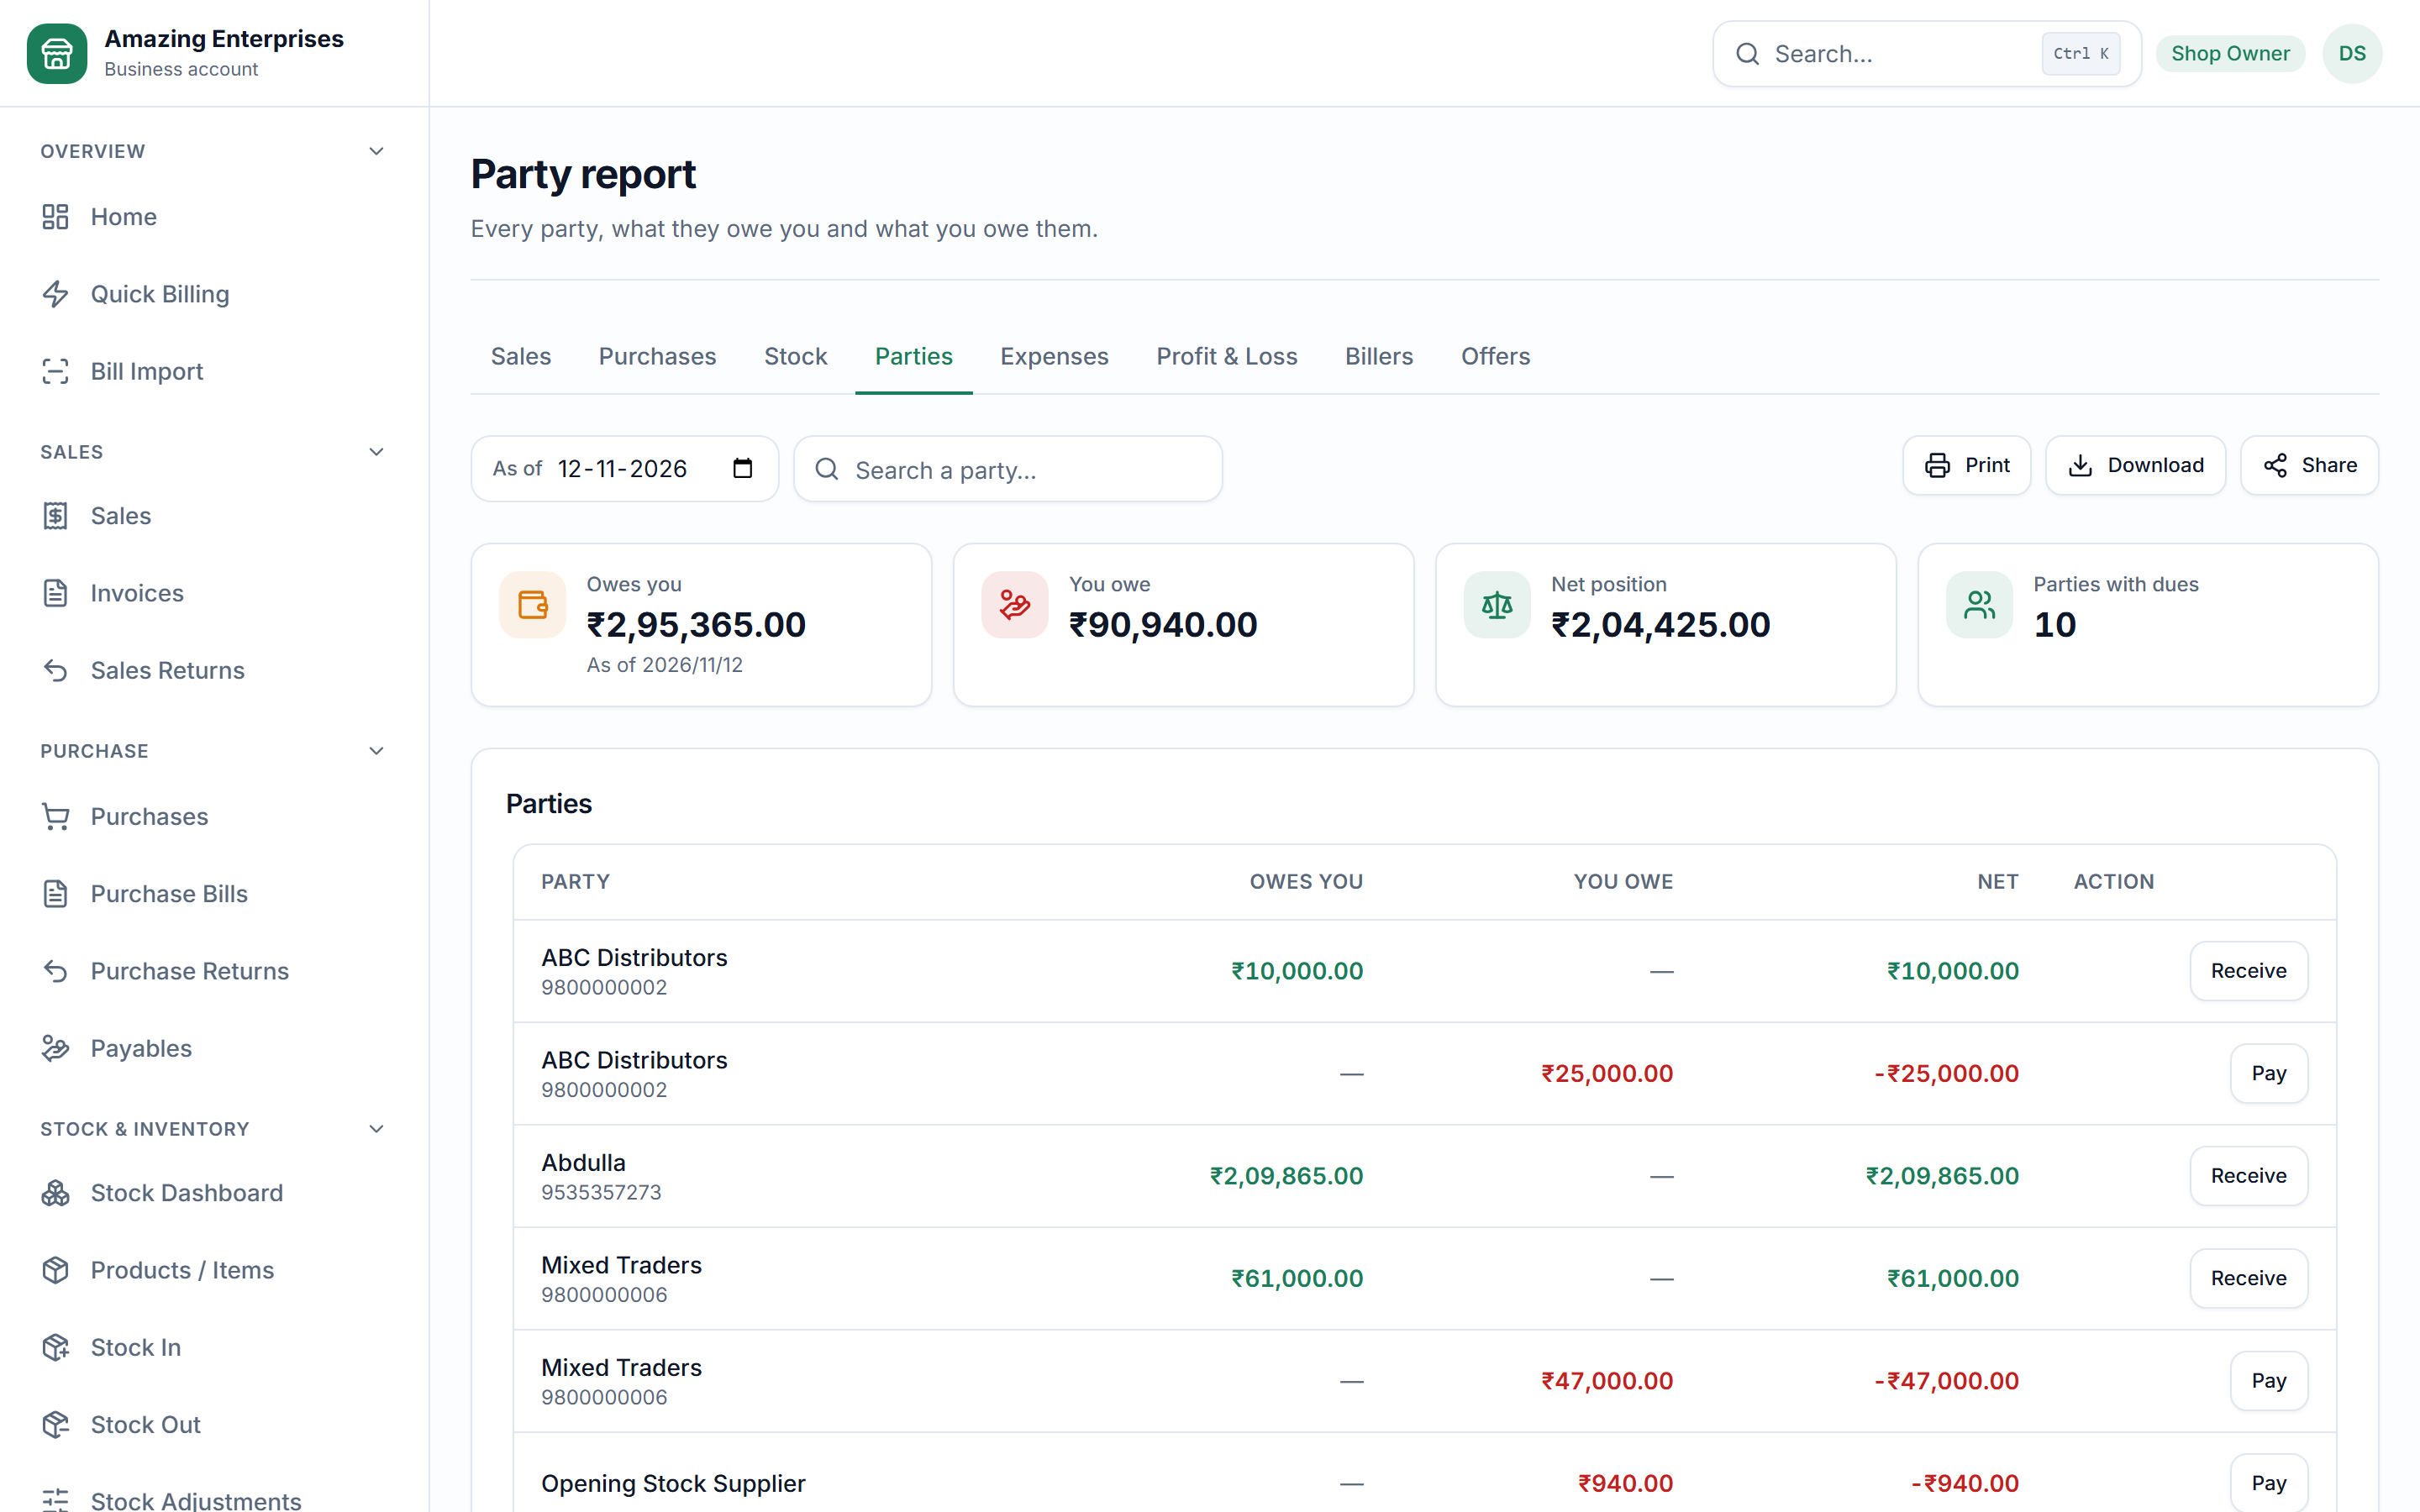 Amazing Enterprises
Business account
Search...
Ctrl K
Shop Owner
DS
OVERVIEW
Home
Quick Billing
Bill Import
SALES
Sales
Invoices
Sales Returns
PURCHASE
Purchases
Purchase Bills
Purchase Returns
Payables
STOCK & INVENTORY
Stock Dashboard
Products / Items
Stock In
Stock Out
Stock Adjustments
Party report
Every party, what they owe you and what you owe them.
Sales Purchases Stock Parties Expenses Profit & Loss Billers Offers
As of 12-11-2026
Search a party...
Print
Download
Share
Owes you
₹2,95,365.00
As of 2026/11/12
You owe
₹90,940.00
Net position
₹2,04,425.00
Parties with dues
10
Parties
PARTY OWES YOU YOU OWE NET ACTION
ABC Distributors
9800000002
₹10,000.00 — ₹10,000.00 Receive
ABC Distributors
9800000002
— ₹25,000.00 -₹25,000.00 Pay
Abdulla
9535357273
₹2,09,865.00 — ₹2,09,865.00 Receive
Mixed Traders
9800000006
₹61,000.00 — ₹61,000.00 Receive
Mixed Traders
9800000006
— ₹47,000.00 -₹47,000.00 Pay
Opening Stock Supplier — ₹940.00 -₹940.00 Pay